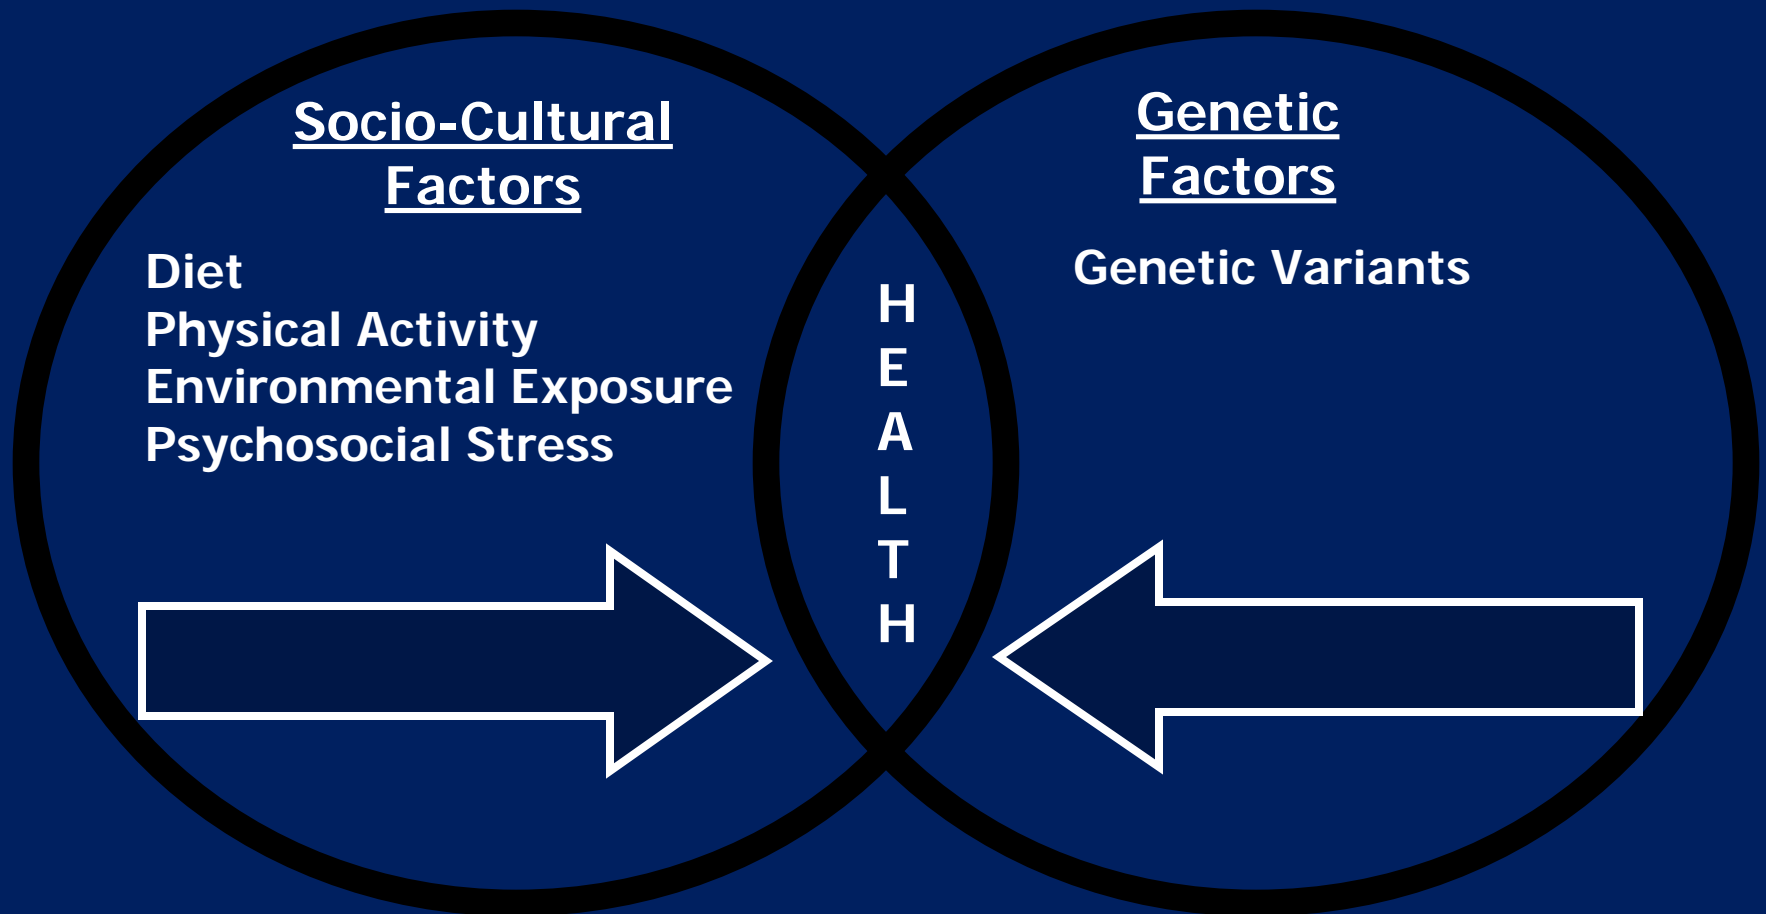 Socio-Cultural
Factors
Diet
Physical Activity
Environmental Exposure
Psychosocial Stress
H
E
A
L
T
H
Genetic
Factors
Genetic Variants